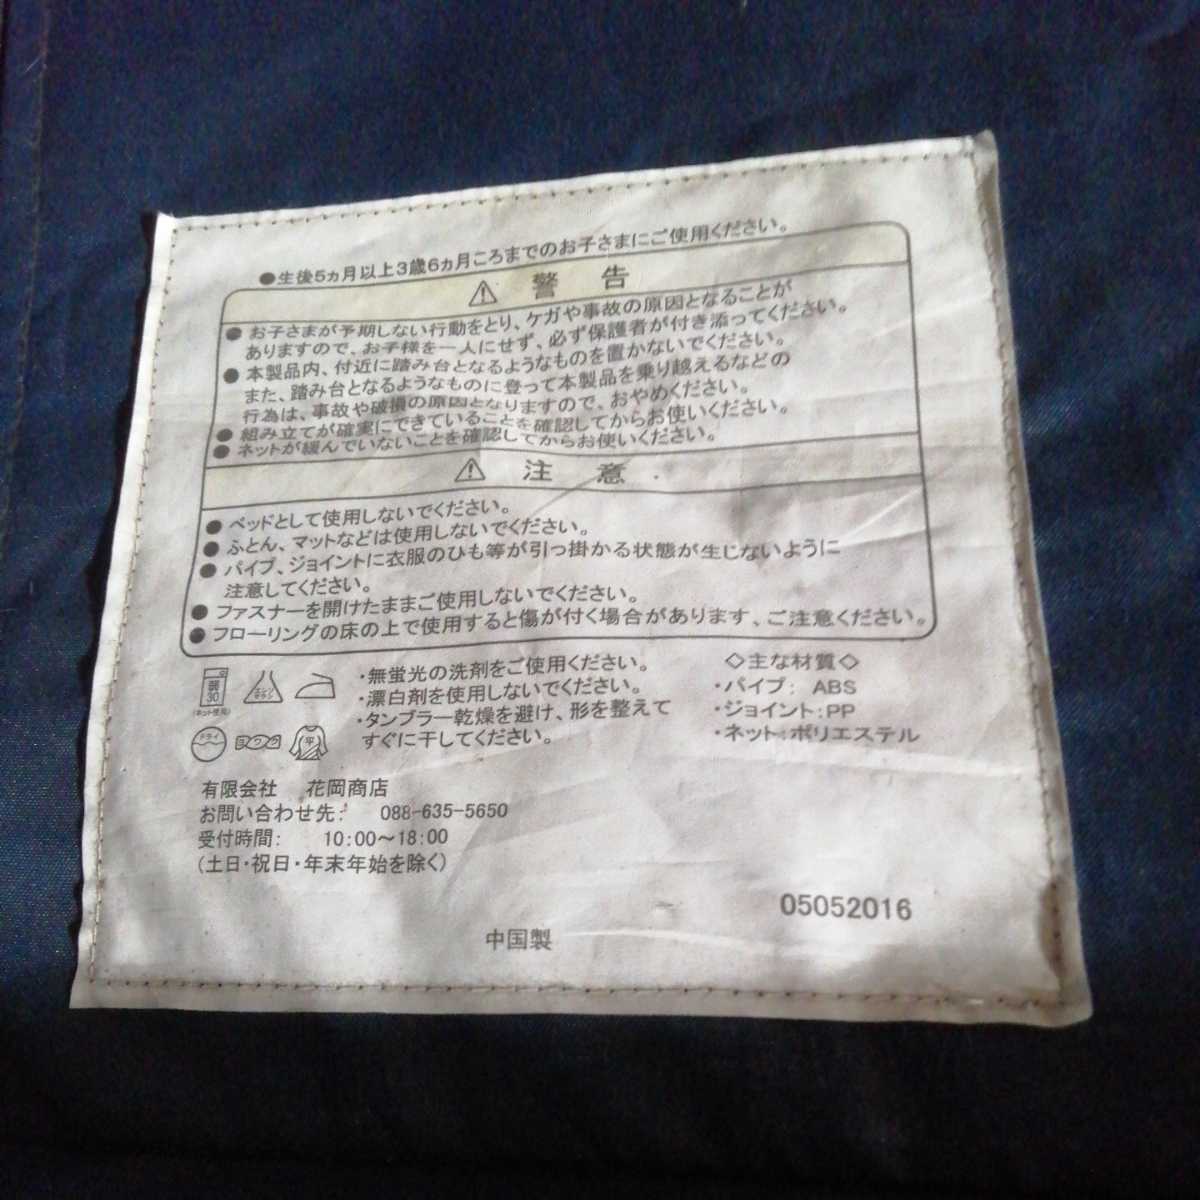 ●生後5ヵ月以上3歳6ヵ月ころまでのお子さまにご使用ください。
⚠ 警告
●お子さまが予期しない行動をとり、ケガや事故の原因となることが
ありますので、お子様を一人にせず、必ず保護者が付き添ってください。
●本製品内、付近に踏み台となるようなものを置かないでください。
また、踏み台となるようなものに登って本製品を乗り越えるなどの
行為は、事故や破損の原因となりますので、おやめください。
●組み立てが確実にできていることを確認してからお使いください。
●ネットが緩んでいないことを確認してからお使いください。
⚠ 注意
●ベッドとして使用しないでください。
●ふとん、マットなどは使用しないでください。
●パイプ、ジョイントに衣服のひも等が引っ掛かる状態が生じないように
注意してください。
●ファスナーを開けたままご使用しないでください。
●フローリングの床の上で使用すると傷が付く場合があります、ご注意ください。
弱
30
(ネット使用)
エンソ
サラシ
ドライ
ヨワク
平
・無蛍光の洗剤をご使用ください。
・漂白剤を使用しないでください。
・タンブラー乾燥を避け、形を整えて
すぐに干してください。
◇主な材質◇
・パイプ: ABS
・ジョイント:PP
・ネット:ポリエステル
有限会社 花岡商店
お問い合わせ先: 088-635-5650
受付時間: 10:00～18:00
(土日・祝日・年末年始を除く)
05052016
中国製